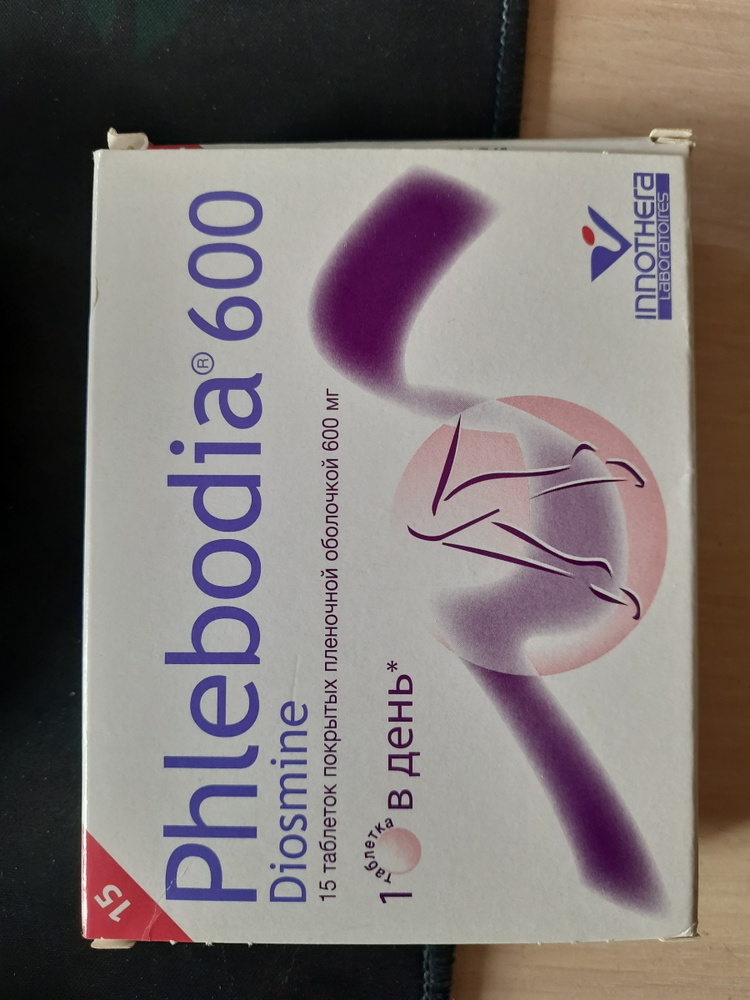 Phlebodia® 600
Diosmine
15 таблеток покрытых пленочной оболочкой 600 мг
1 таблетка в день*
15
INNOTHERA
LABORATOIRES